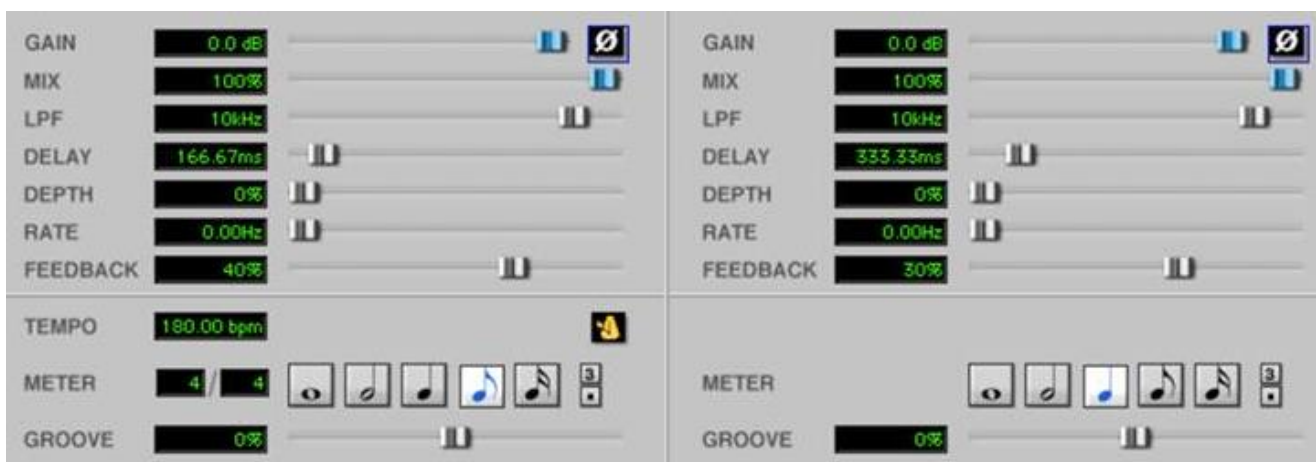 GAIN 0.0 dB Ø GAIN 0.0 dB Ø
MIX 100% MIX 100%
LPF 10kHz LPF 10kHz
DELAY 166.67ms DELAY 333.33ms
DEPTH 0% DEPTH 0%
RATE 0.00Hz RATE 0.00Hz
FEEDBACK 40% FEEDBACK 30%
TEMPO 180.00 bpm
METER 4/4 3 METER 3
GROOVE 0% GROOVE 0%